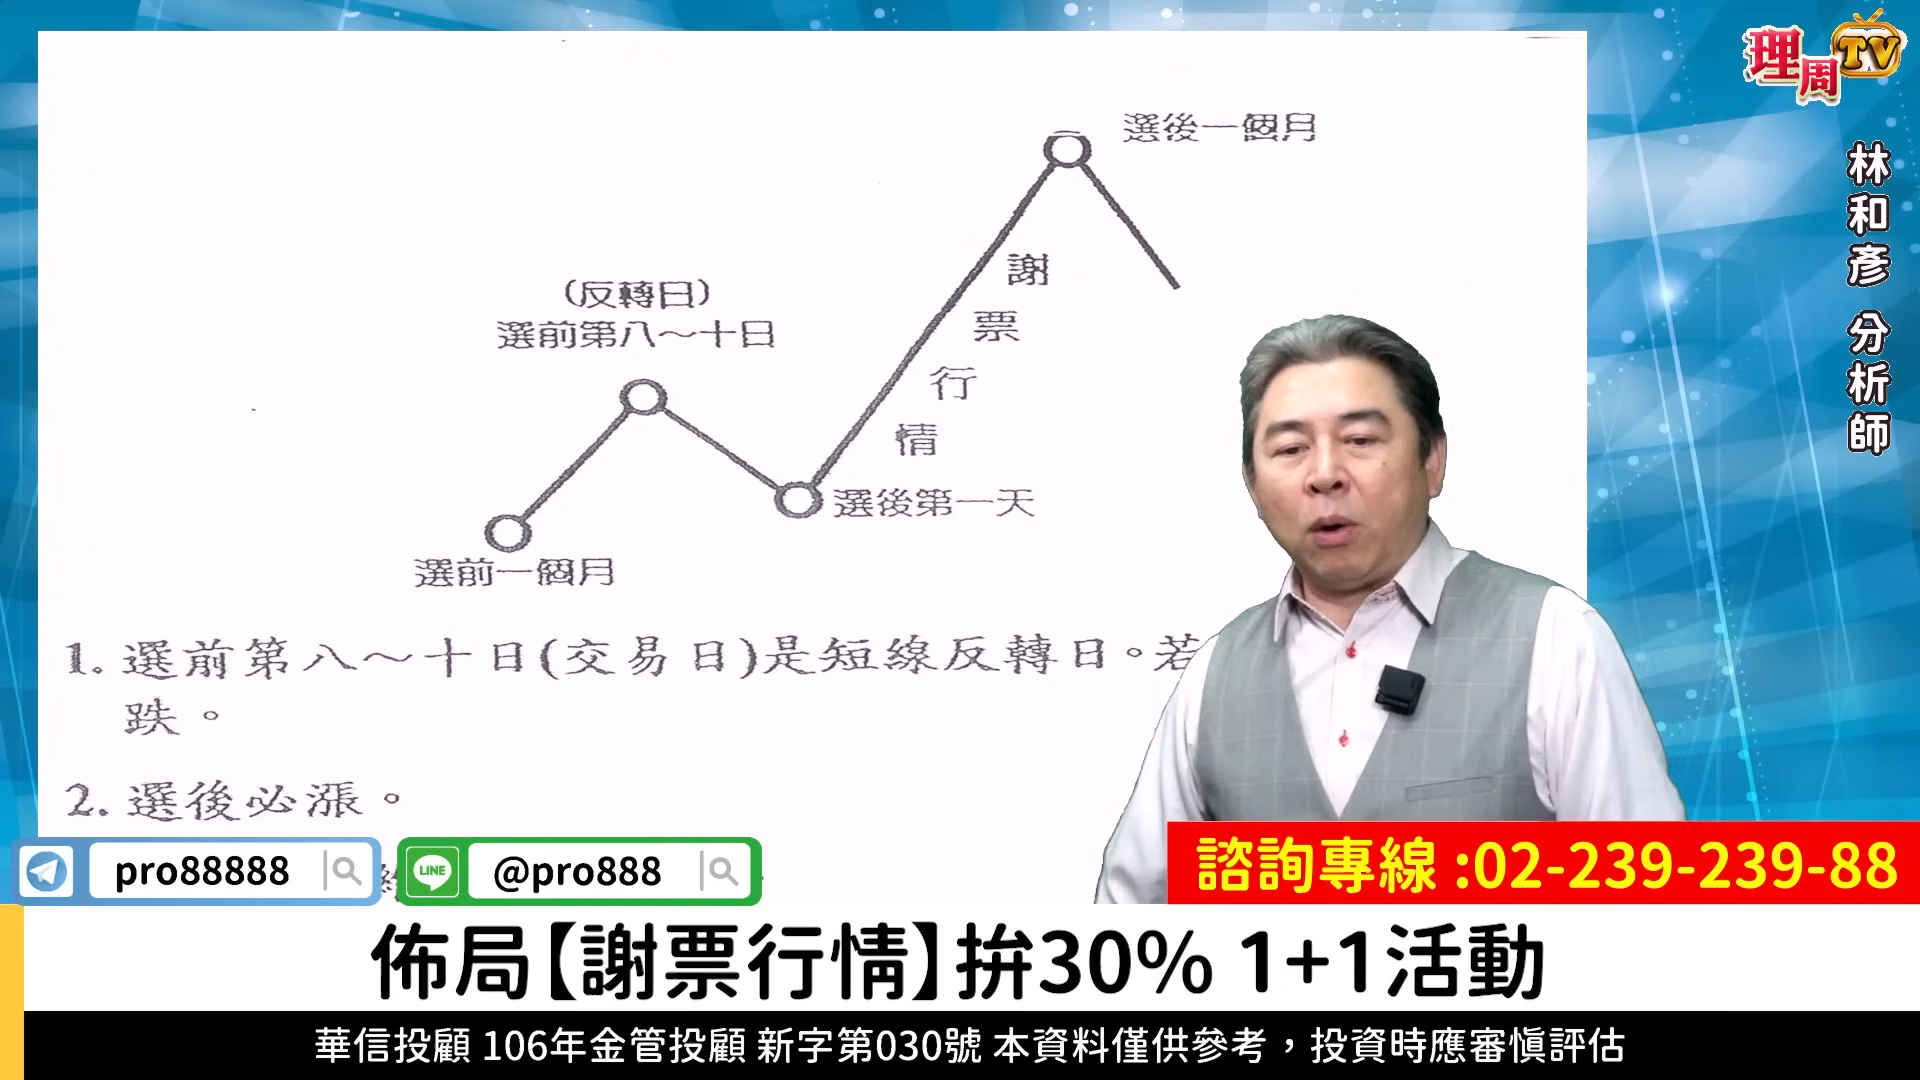 理周TV
林和彥 分析師
選後一個月
謝票行情
(反轉日)
選前第八～十日
選後第一天
選前一個月
1. 選前第八～十日(交易日)是短線反轉日。若
跌。
2. 選後必漲。
pro88888
LINE
@pro888
諮詢專線 :02-239-239-88
佈局【謝票行情】拚30% 1+1活動
華信投顧 106年金管投顧 新字第030號 本資料僅供參考，投資時應審慎評估